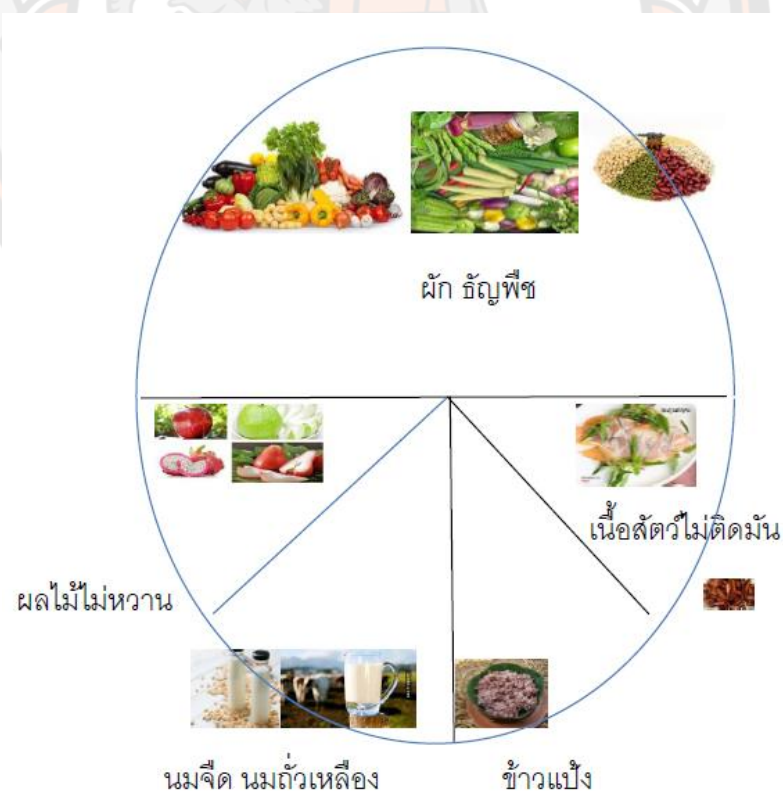 ผัก ธัญพืช
เนื้อสัตว์ไม่ติดมัน
ผลไม้ไม่หวาน
นมจืด นมถั่วเหลือง
ข้าวแป้ง